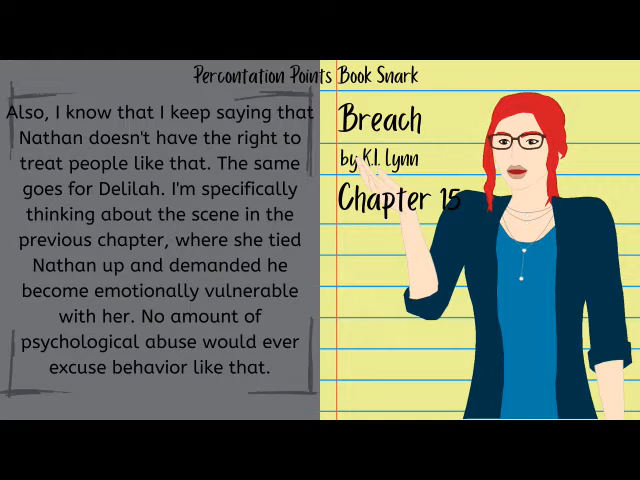 Percontation Points Book Snark
Also, I know that I keep saying that
Nathan doesn't have the right to
treat people like that. The same
goes for Delilah. I'm specifically
thinking about the scene in the
previous chapter, where she tied
Nathan up and demanded he
become emotionally vulnerable
with her. No amount of
psychological abuse would ever
excuse behavior like that.
Breach
by K.I. Lynn
Chapter 15